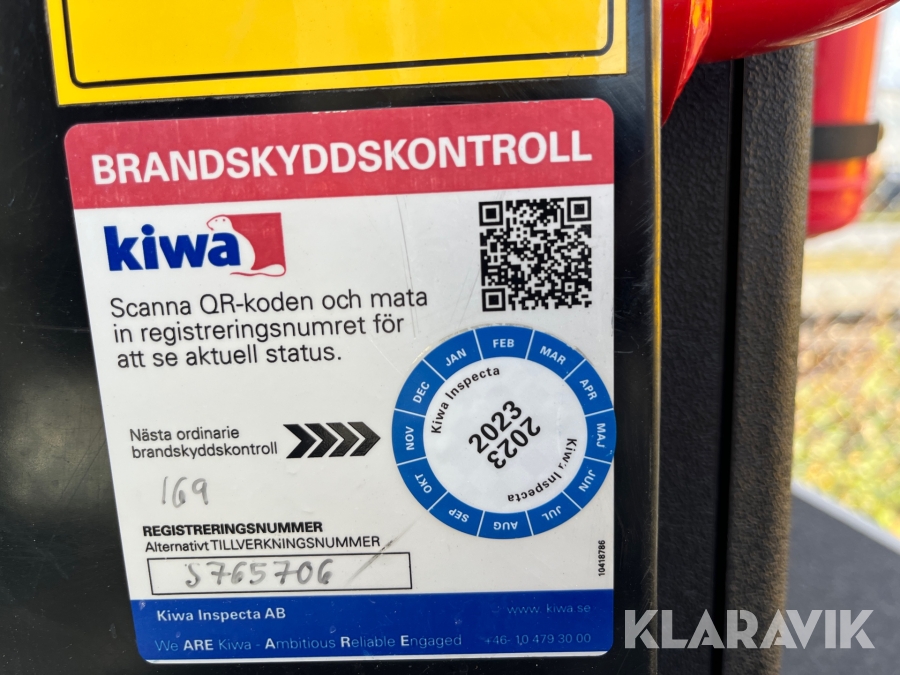 BRANDSKYDDSKONTROLL
kiwa
Scanna QR-koden och mata
in registreringsnumret för
att se aktuell status.
JAN FEB MAR APR MAJ JUN JUL AUG SEP OKT NOV DEC
Kiwa Inspecta
2023
2023
Kiwa Inspecta
Nästa ordinarie
brandskyddskontroll
169
REGISTRERINGSNUMMER
Alternativt TILLVERKNINGSNUMMER
S765706
10418786
Kiwa Inspecta AB
www.kiwa.se
We ARE Kiwa - Ambitious Reliable Engaged
479 30 00
KLARAVIK